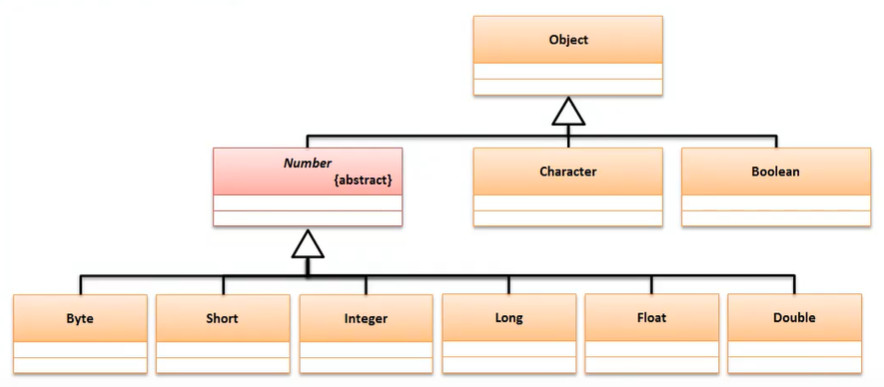 Object
Number
{abstract}
Character
Boolean
Byte
Short
Integer
Long
Float
Double